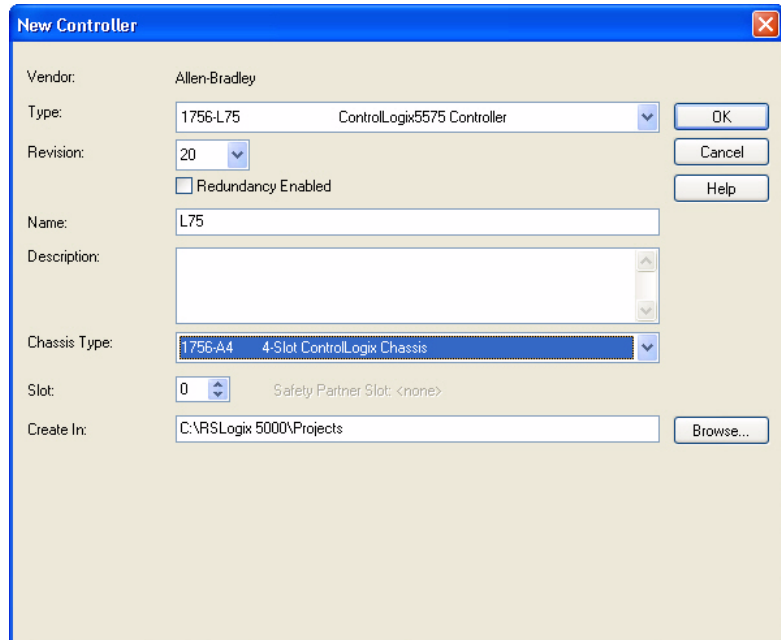 New Controller
Vendor: Allen-Bradley
Type: 1756-L75 ControlLogix5575 Controller OK
Revision: 20 Cancel
Redundancy Enabled Help
Name: L75
Description:
Chassis Type: 1756-A4 4-Slot ControlLogix Chassis
Slot: 0 Safety Partner Slot: <none>
Create In: C:\RSLogix 5000\Projects Browse...